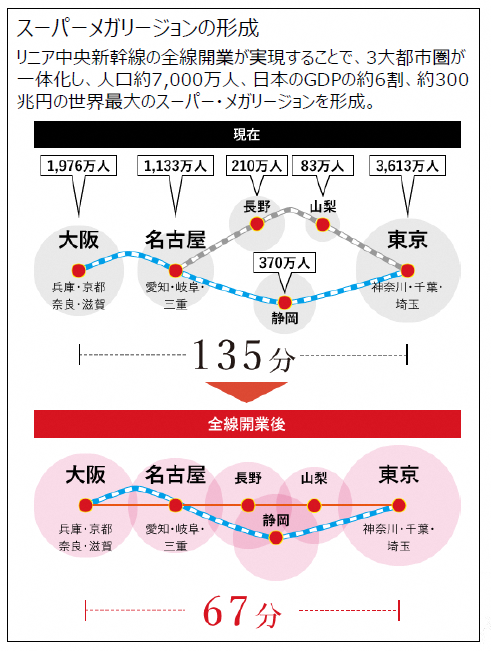 スーパーメガリージョンの形成
リニア中央新幹線の全線開業が実現することで、3大都市圏が
一体化し、人口約7,000万人、日本のGDPの約6割、約300
兆円の世界最大のスーパー・メガリージョンを形成。
現在
1,976万人
1,133万人
210万人
83万人
3,613万人
大阪
名古屋
長野
山梨
東京
兵庫・京都
奈良・滋賀
愛知・岐阜・
三重
370万人
静岡
神奈川・千葉・
埼玉
135分
全線開業後
大阪
名古屋
長野
山梨
東京
兵庫・京都
奈良・滋賀
愛知・岐阜・
三重
静岡
神奈川・千葉・
埼玉
67分